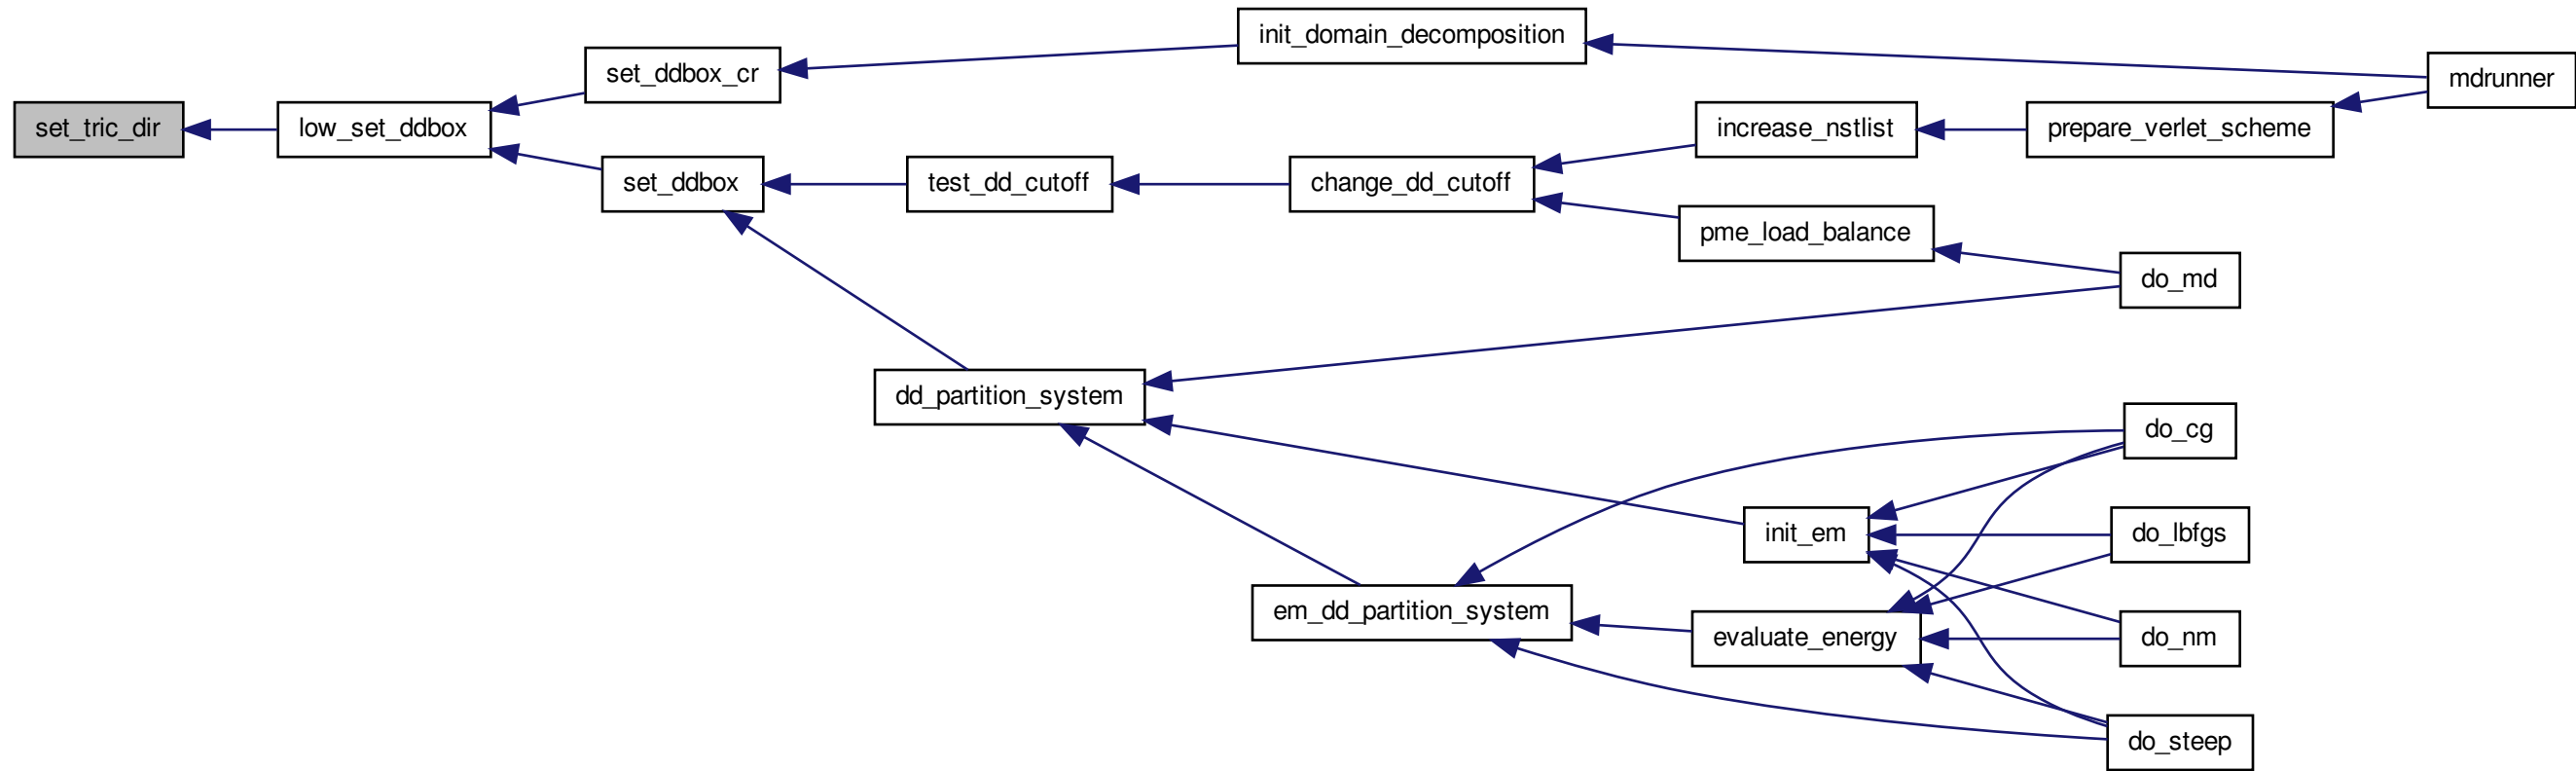 init_domain_decomposition
set_ddbox_cr
mdrunner
set_tric_dir
low_set_ddbox
increase_nstlist
prepare_verlet_scheme
set_ddbox
test_dd_cutoff
change_dd_cutoff
pme_load_balance
do_md
dd_partition_system
do_cg
init_em
do_lbfgs
em_dd_partition_system
evaluate_energy
do_nm
do_steep